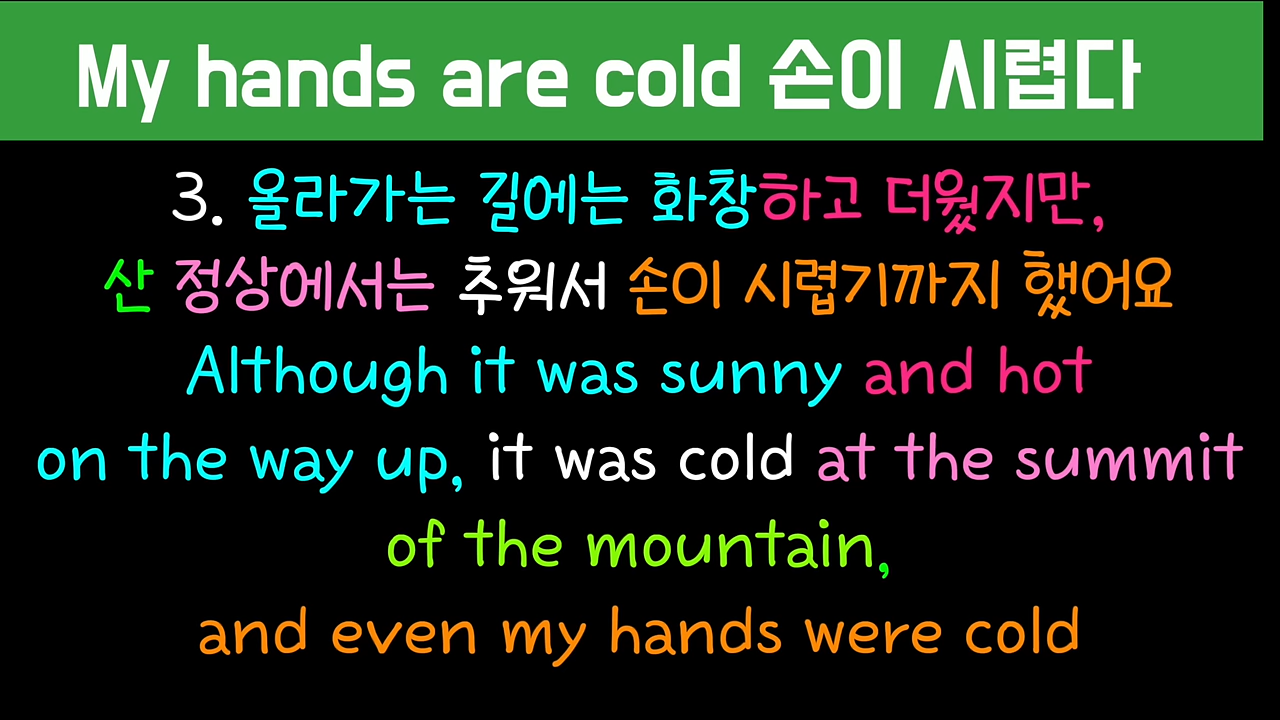 My hands are cold 손이 시렵다
3. 올라가는 길에는 화창하고 더웠지만,
산 정상에서는 추워서 손이 시렵기까지 했어요
Although it was sunny and hot
on the way up, it was cold at the summit
of the mountain,
and even my hands were cold